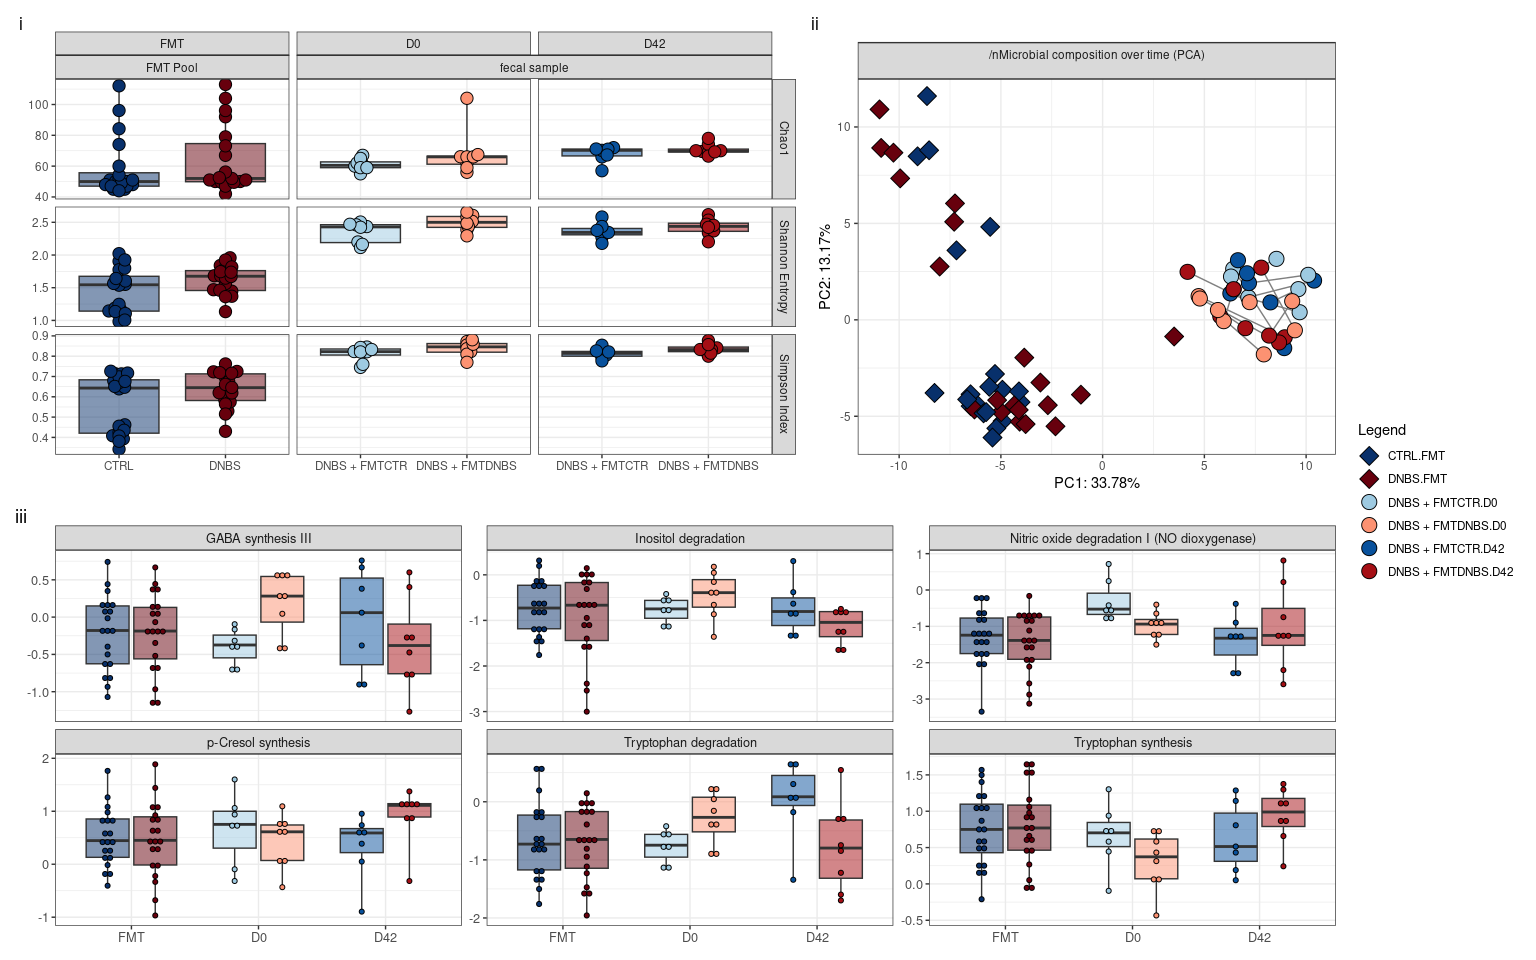 i
FMT
D0
D42
FMT Pool
fecal sample
100
80
60
40
Chao1
2.5
2.0
1.5
1.0
Shannon Entropy
0.9
0.8
0.7
0.6
0.5
0.4
Simpson Index
CTRL
DNBS
DNBS + FMTCTR
DNBS + FMTDNBS
DNBS + FMTCTR
DNBS + FMTDNBS
ii
/nMicrobial composition over time (PCA)
10
5
0
-5
PC2: 13.17%
-10
-5
0
5
10
PC1: 33.78%
Legend
CTRL.FMT
DNBS.FMT
DNBS + FMTCTR.D0
DNBS + FMTDNBS.D0
DNBS + FMTCTR.D42
DNBS + FMTDNBS.D42
iii
GABA synthesis III
0.5
0.0
-0.5
-1.0
Inositol degradation
0
-1
-2
-3
Nitric oxide degradation I (NO dioxygenase)
1
0
-1
-2
-3
p-Cresol synthesis
2
1
0
-1
FMT
D0
D42
Tryptophan degradation
0
-1
-2
FMT
D0
D42
Tryptophan synthesis
1.5
1.0
0.5
0.0
-0.5
FMT
D0
D42